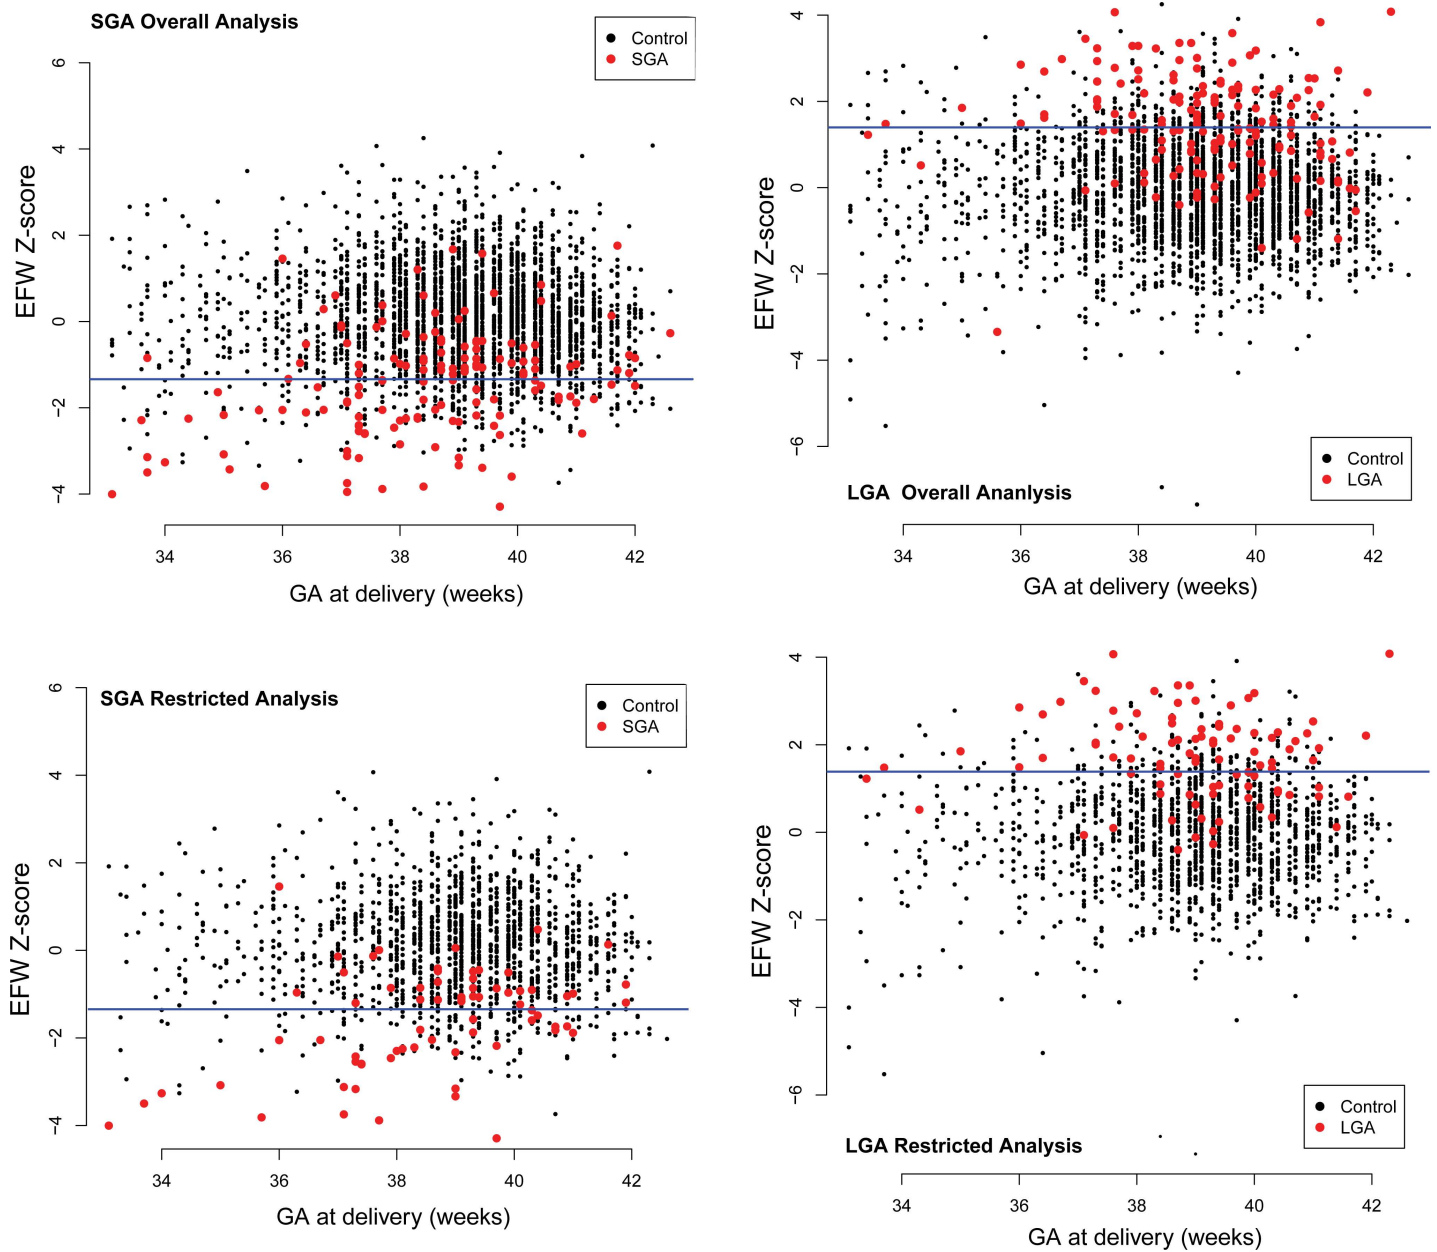 SGA Overall Analysis
Control
SGA
EFW Z-score
6
4
2
0
−2
−4
34 36 38 40 42
GA at delivery (weeks)
4
2
0
−2
−4
−6
EFW Z-score
Control
LGA
LGA Overall Ananlysis
34 36 38 40 42
GA at delivery (weeks)
SGA Restricted Analysis
Control
SGA
EFW Z-score
6
4
2
0
−2
−4
34 36 38 40 42
GA at delivery (weeks)
4
2
0
−2
−4
−6
EFW Z-score
Control
LGA
LGA Restricted Analysis
34 36 38 40 42
GA at delivery (weeks)